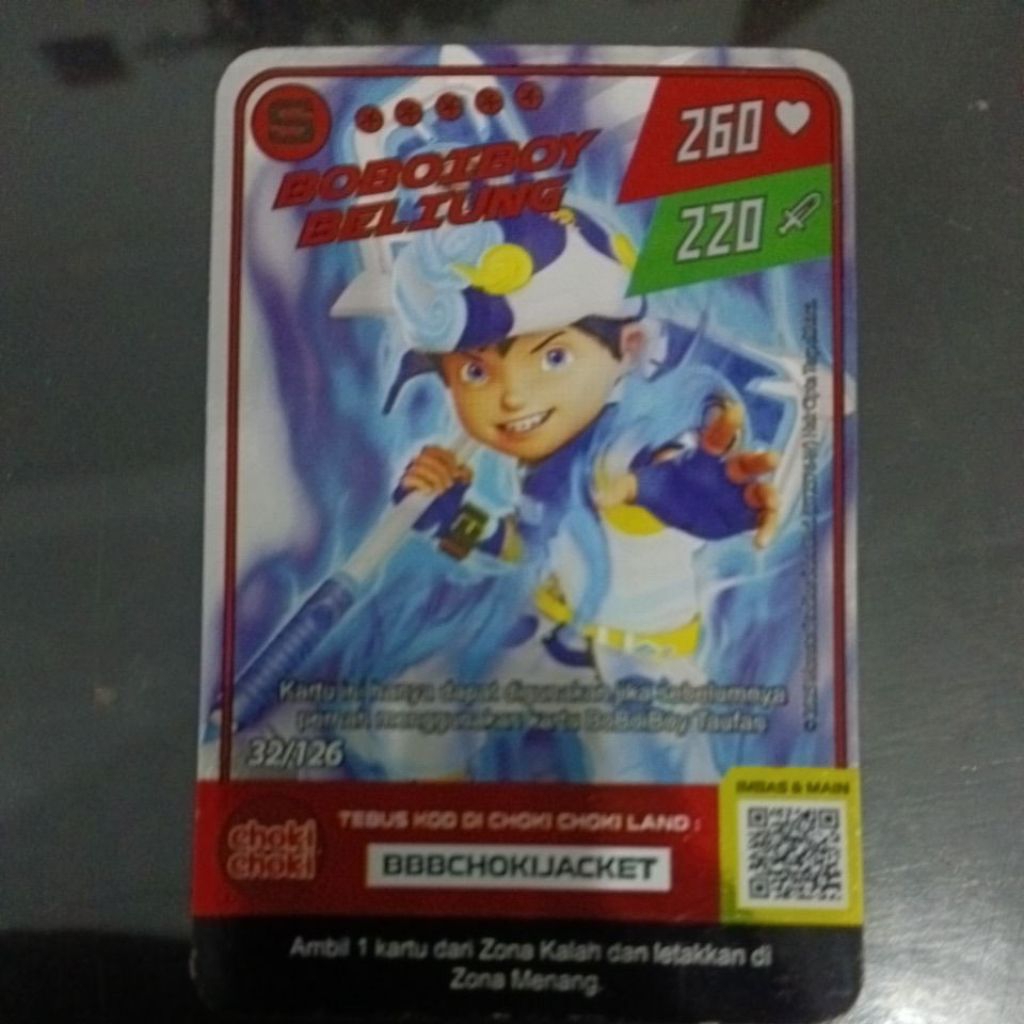 S
BOBOIBOY
BELIUNG
260
220
Kartu ini hanya dapat digunakan jika sebelumnya
pernah menggunakan kartu BoBoiBoy Taufan
32/126
choki
choki
TEBUS KOD DI CHOKI CHOKI LAND :
BBBCHOKIJACKET
IMBAS & MAIN
Ambil 1 kartu dari Zona Kalah dan letakkan di
Zona Menang.